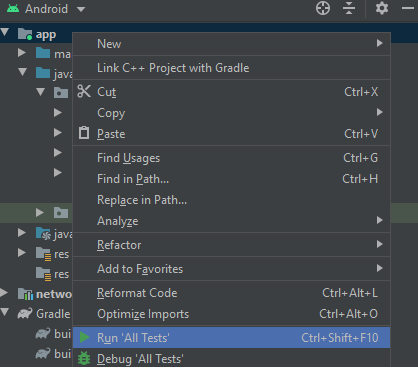 Android
app
New
ma
Link C++ Project with Gradle
java
Cut Ctrl+X
Copy
Paste Ctrl+V
Find Usages Ctrl+G
Find in Path... Ctrl+H
Replace in Path...
Analyze
java
Refactor
res
Add to Favorites
res
Reformat Code Ctrl+Alt+L
netwo
Optimize Imports Ctrl+Alt+O
Gradle
bui
Run 'All Tests' Ctrl+Shift+F10
bui
Debug 'All Tests'